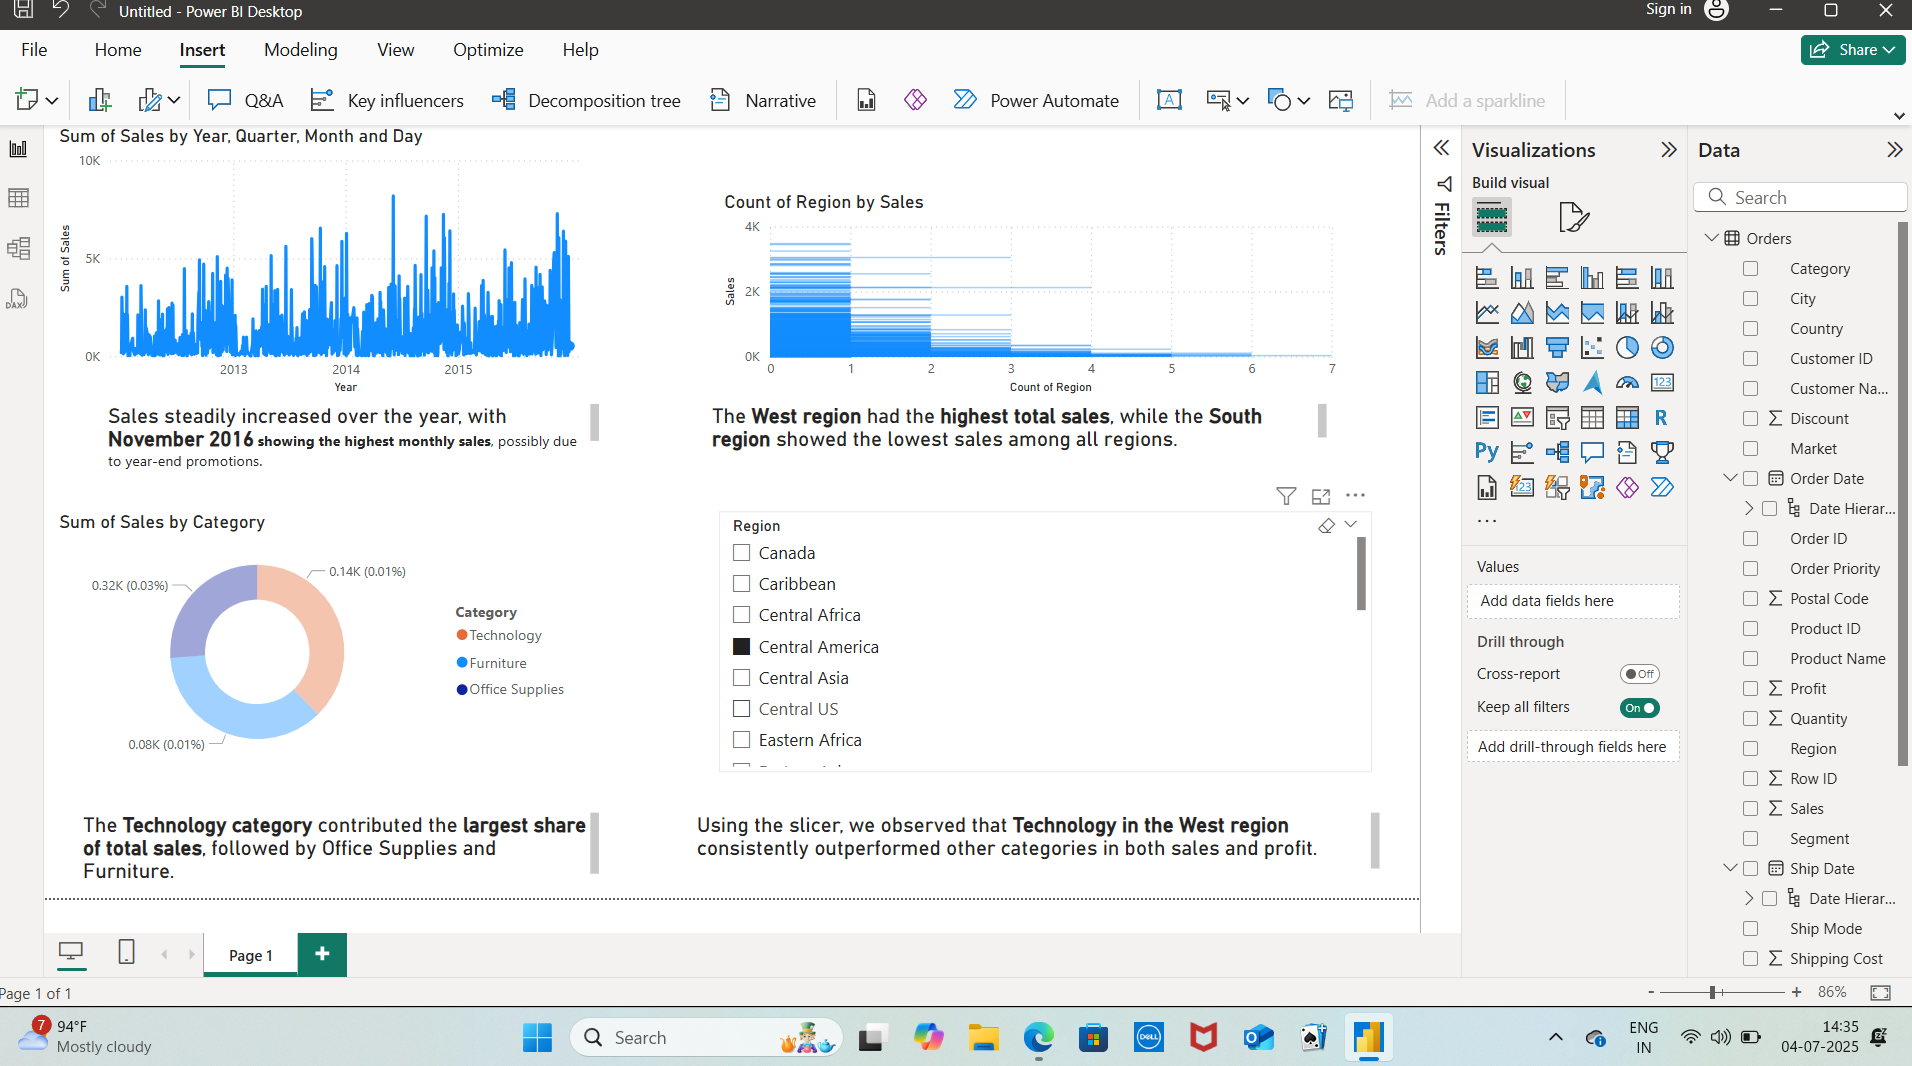 Untitled - Power BI Desktop
Sign in
File Home Insert Modeling View Optimize Help
Share
Q&A Key influencers Decomposition tree Narrative Power Automate Add a sparkline
Sum of Sales by Year, Quarter, Month and Day
10K
5K
0K
Sum of Sales
2013 2014 2015
Year
Count of Region by Sales
4K
2K
0K
Sales
0 1 2 3 4 5 6 7
Count of Region
Sales steadily increased over the year, with
November 2016 showing the highest monthly sales, possibly due
to year-end promotions.
The West region had the highest total sales, while the South
region showed the lowest sales among all regions.
Sum of Sales by Category
0.32K (0.03%)
0.14K (0.01%)
0.08K (0.01%)
Category
Technology
Furniture
Office Supplies
Region
Canada
Caribbean
Central Africa
Central America
Central Asia
Central US
Eastern Africa
The Technology category contributed the largest share
of total sales, followed by Office Supplies and
Furniture.
Using the slicer, we observed that Technology in the West region
consistently outperformed other categories in both sales and profit.
Filters
Visualizations
Build visual
123
R
Py
123
...
Values
Add data fields here
Drill through
Cross-report Off
Keep all filters On
Add drill-through fields here
Data
Search
Orders
Category
City
Country
Customer ID
Customer Na...
Discount
Market
Order Date
Date Hierar...
Order ID
Order Priority
Postal Code
Product ID
Product Name
Profit
Quantity
Region
Row ID
Sales
Segment
Ship Date
Date Hierar...
Ship Mode
Shipping Cost
DAX
Page 1
Page 1 of 1
- + 86%
7
94°F
Mostly cloudy
Search
DELL
ENG
IN
14:35
04-07-2025